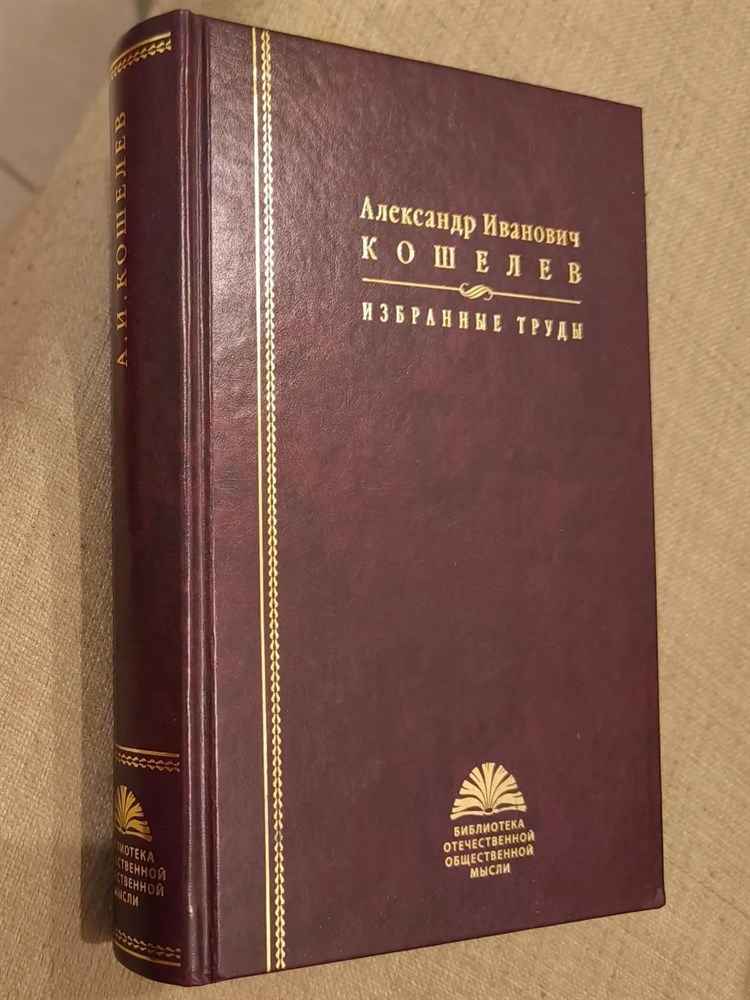 А. И. КОШЕЛЕВ
Александр Иванович
КОШЕЛЕВ
ИЗБРАННЫЕ ТРУДЫ
БИБЛИОТЕКА
ОТЕЧЕСТВЕННОЙ
ОБЩЕСТВЕННОЙ
МЫСЛИ